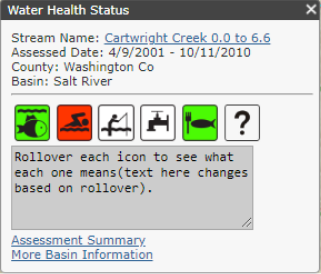 Water Health Status
Stream Name: Cartwright Creek 0.0 to 6.6
Assessed Date: 4/9/2001 - 10/11/2010
County: Washington Co
Basin: Salt River
?
Rollover each icon to see what
each one means(text here changes
based on rollover).
Assessment Summary
More Basin Information